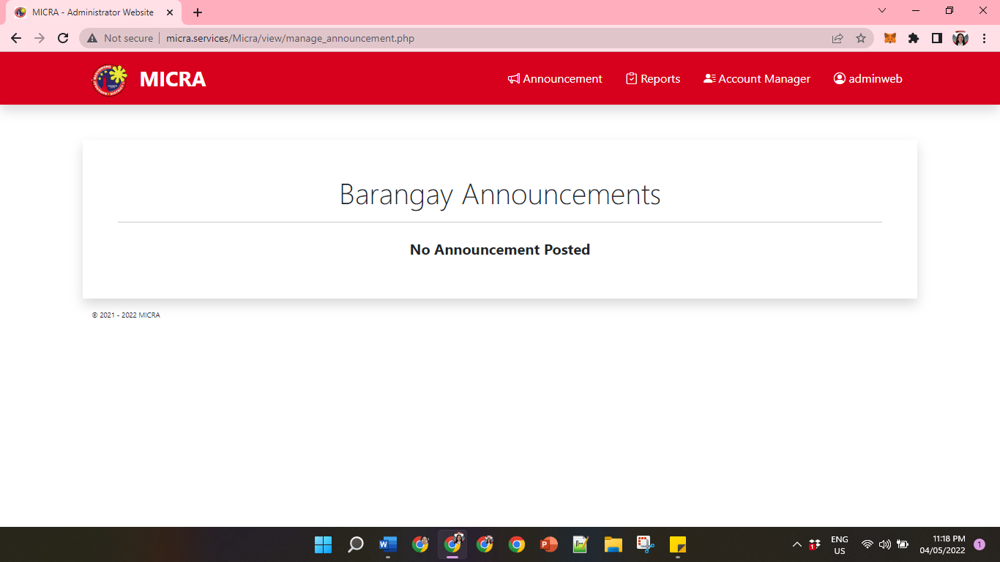 MICRA - Administrator Website
Not secure micra.services/Micra/view/manage_announcement.php
MICRA
Announcement
Reports
Account Manager
adminweb
Barangay Announcements
No Announcement Posted
© 2021 - 2022 MICRA
ENG
US
11:18 PM
04/05/2022
1